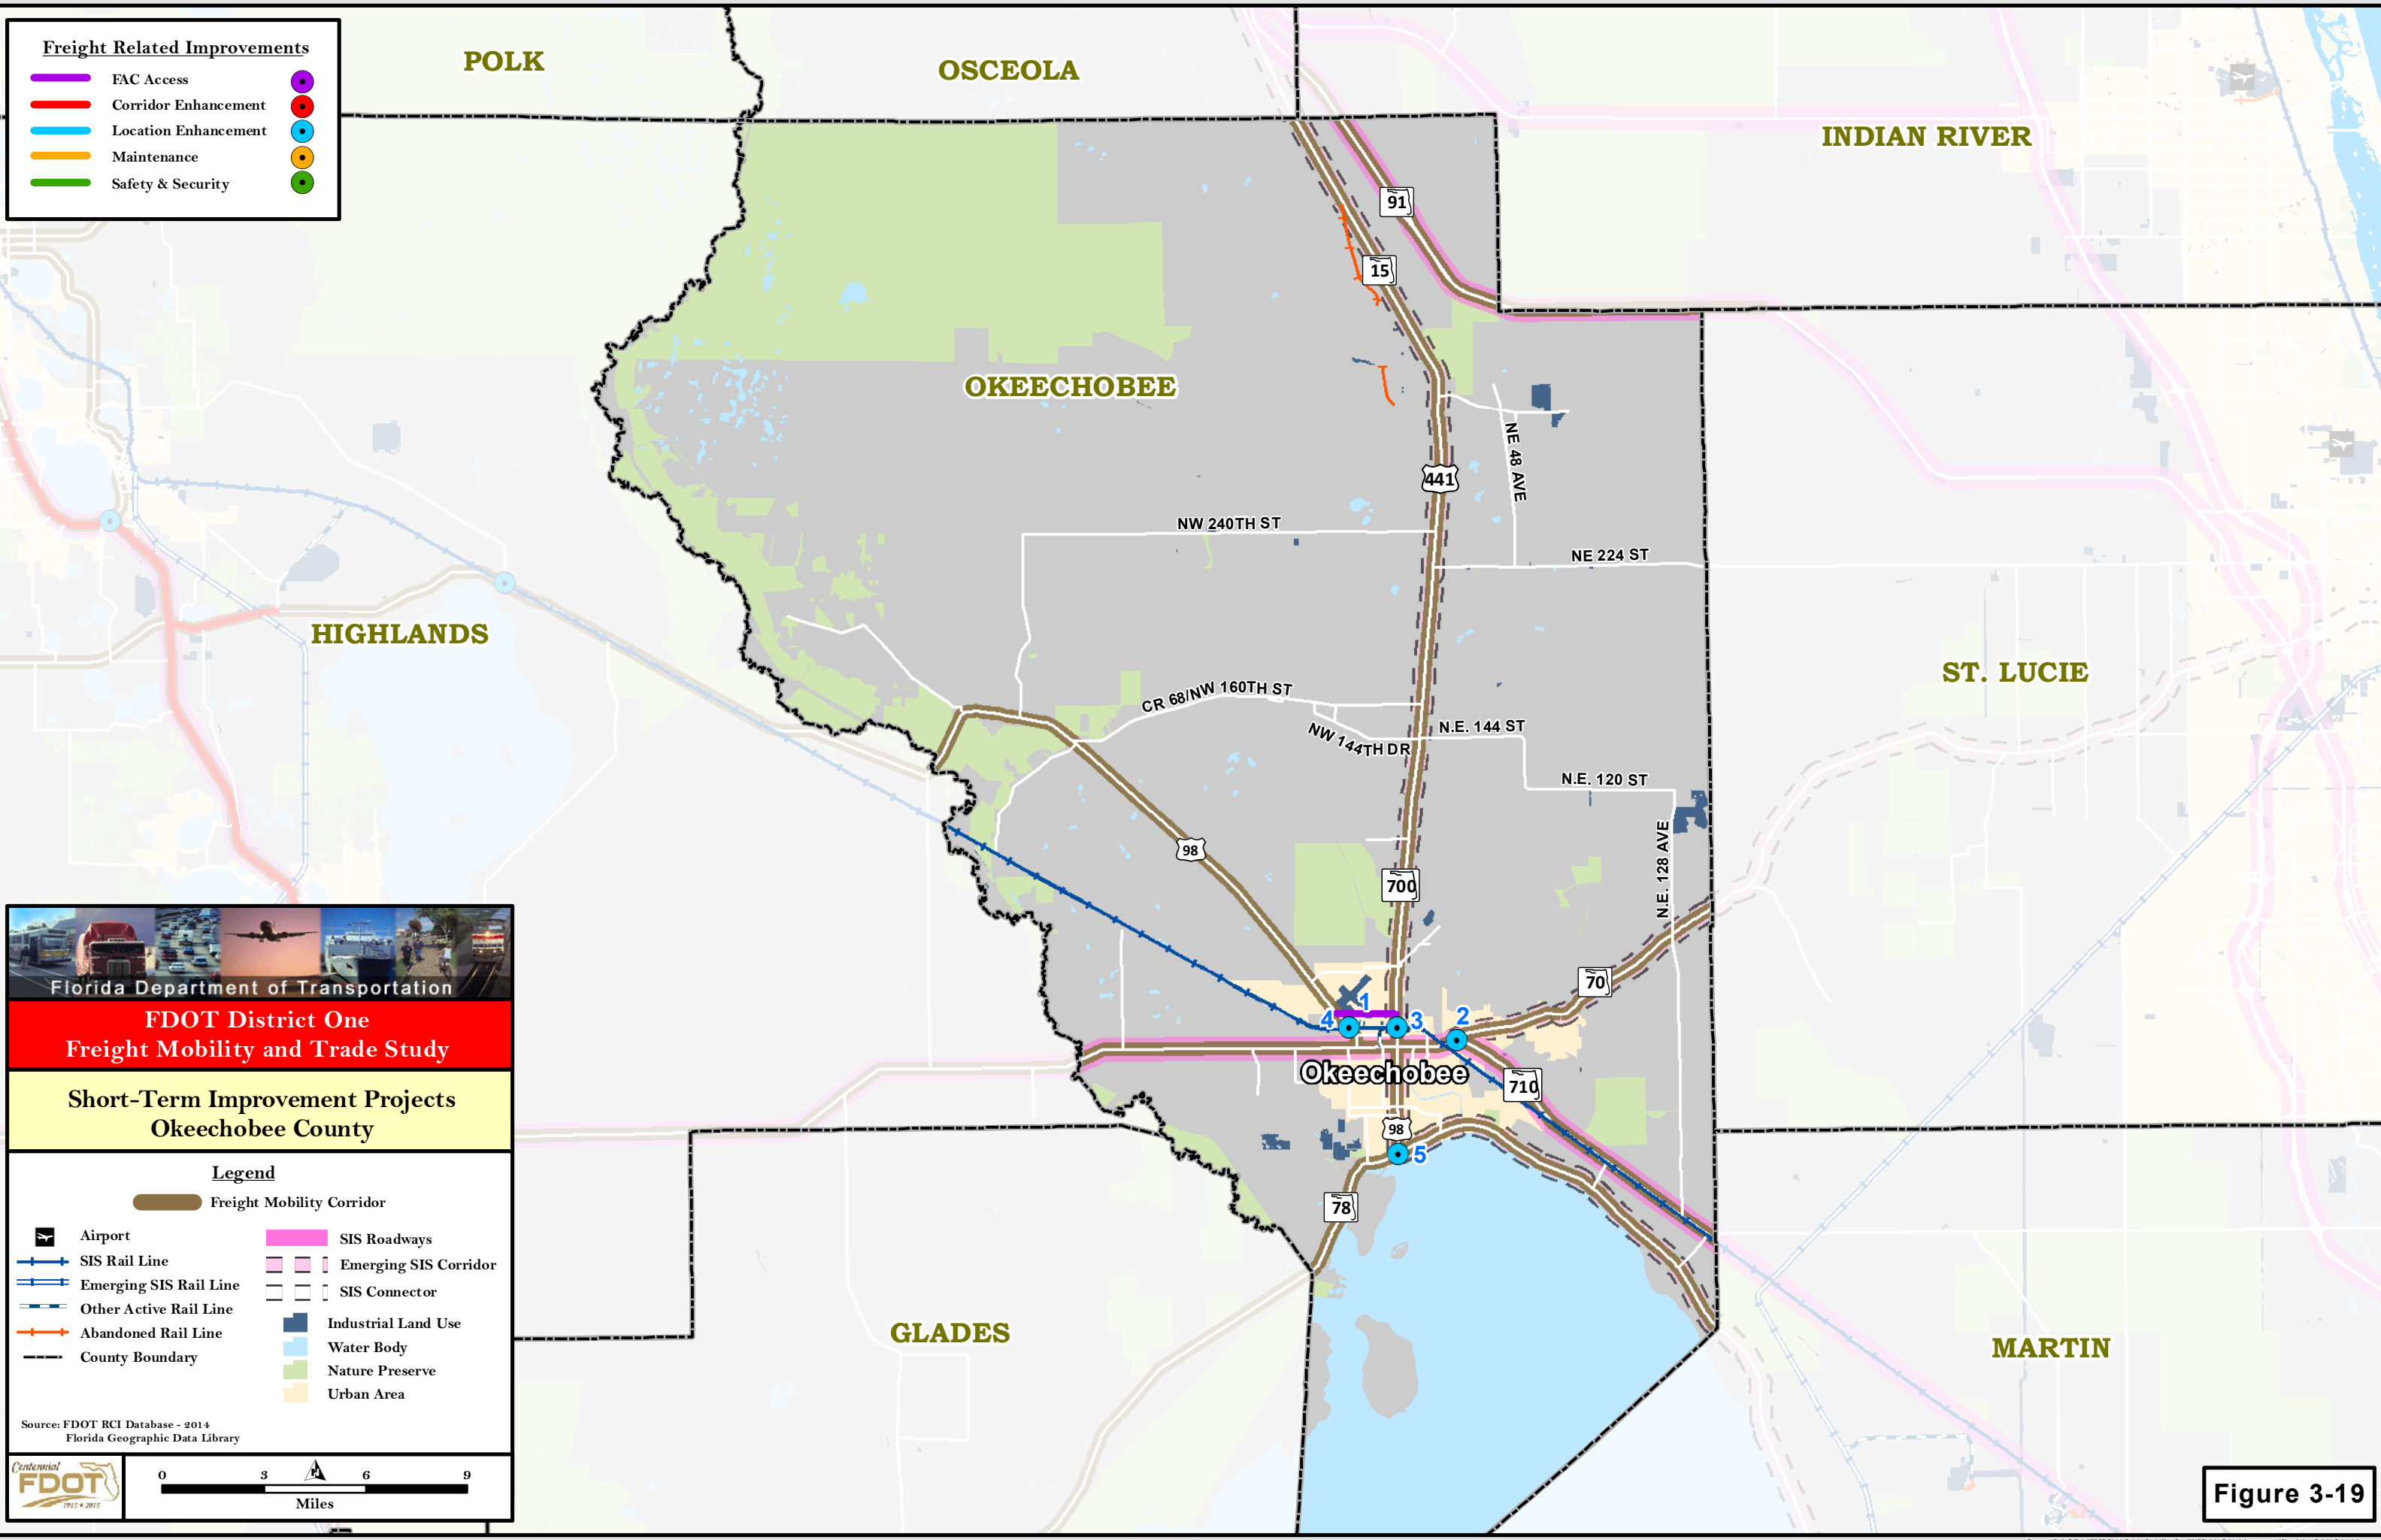 Freight Related Improvements
FAC Access
Corridor Enhancement
Location Enhancement
Maintenance
Safety & Security
POLK
OSCEOLA
INDIAN RIVER
91
15
OKEECHOBEE
441
NE 48 AVE
NW 240TH ST
NE 224 ST
HIGHLANDS
ST. LUCIE
CR 68/NW 160TH ST
NW 144TH DR
N.E. 144 ST
N.E. 120 ST
N.E. 128 AVE
98
700
70
1
4
3
2
Okeechobee
710
98
5
78
GLADES
MARTIN
Florida Department of Transportation
FDOT District One
Freight Mobility and Trade Study
Short-Term Improvement Projects
Okeechobee County
Legend
Freight Mobility Corridor
Airport
SIS Rail Line
Emerging SIS Rail Line
Other Active Rail Line
Abandoned Rail Line
County Boundary
SIS Roadways
Emerging SIS Corridor
SIS Connector
Industrial Land Use
Water Body
Nature Preserve
Urban Area
Source: FDOT RCI Database - 2014
Florida Geographic Data Library
Centennial
FDOT
1915 * 2015
0 3 N 6 9
Miles
Figure 3-19